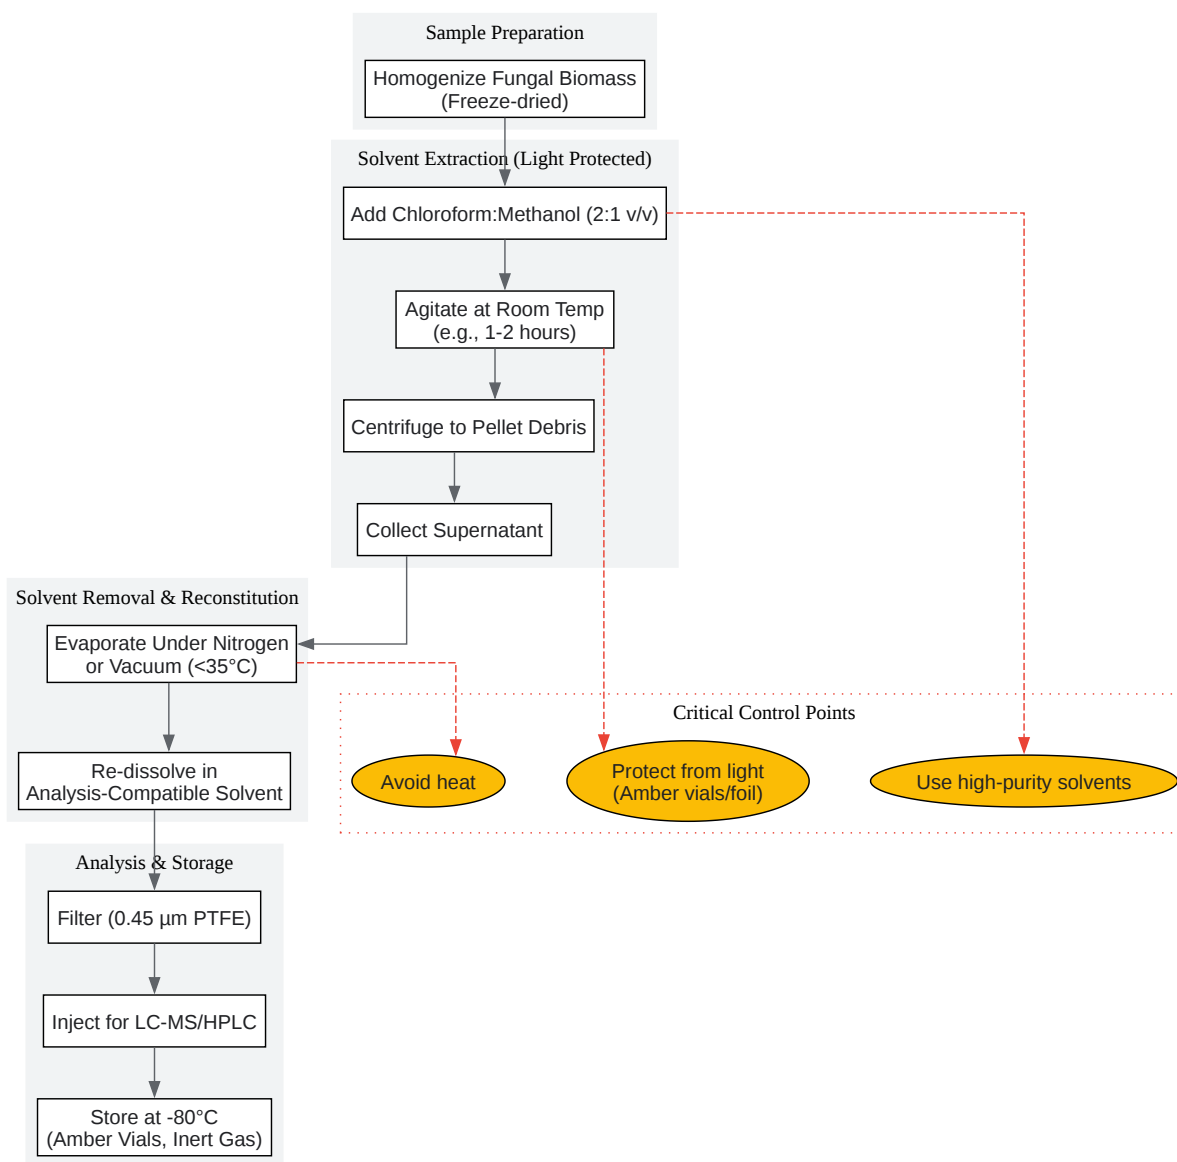 Sample Preparation
Homogenize Fungal Biomass
(Freeze-dried)
Solvent Extraction (Light Protected)
Add Chloroform:Methanol (2:1 v/v)
Agitate at Room Temp
(e.g., 1-2 hours)
Centrifuge to Pellet Debris
Collect Supernatant
Solvent Removal & Reconstitution
Evaporate Under Nitrogen
or Vacuum (<35°C)
Re-dissolve in
Analysis-Compatible Solvent
Critical Control Points
Avoid heat
Protect from light
(Amber vials/foil)
Use high-purity solvents
Analysis & Storage
Filter (0.45 µm PTFE)
Inject for LC-MS/HPLC
Store at -80°C
(Amber Vials, Inert Gas)